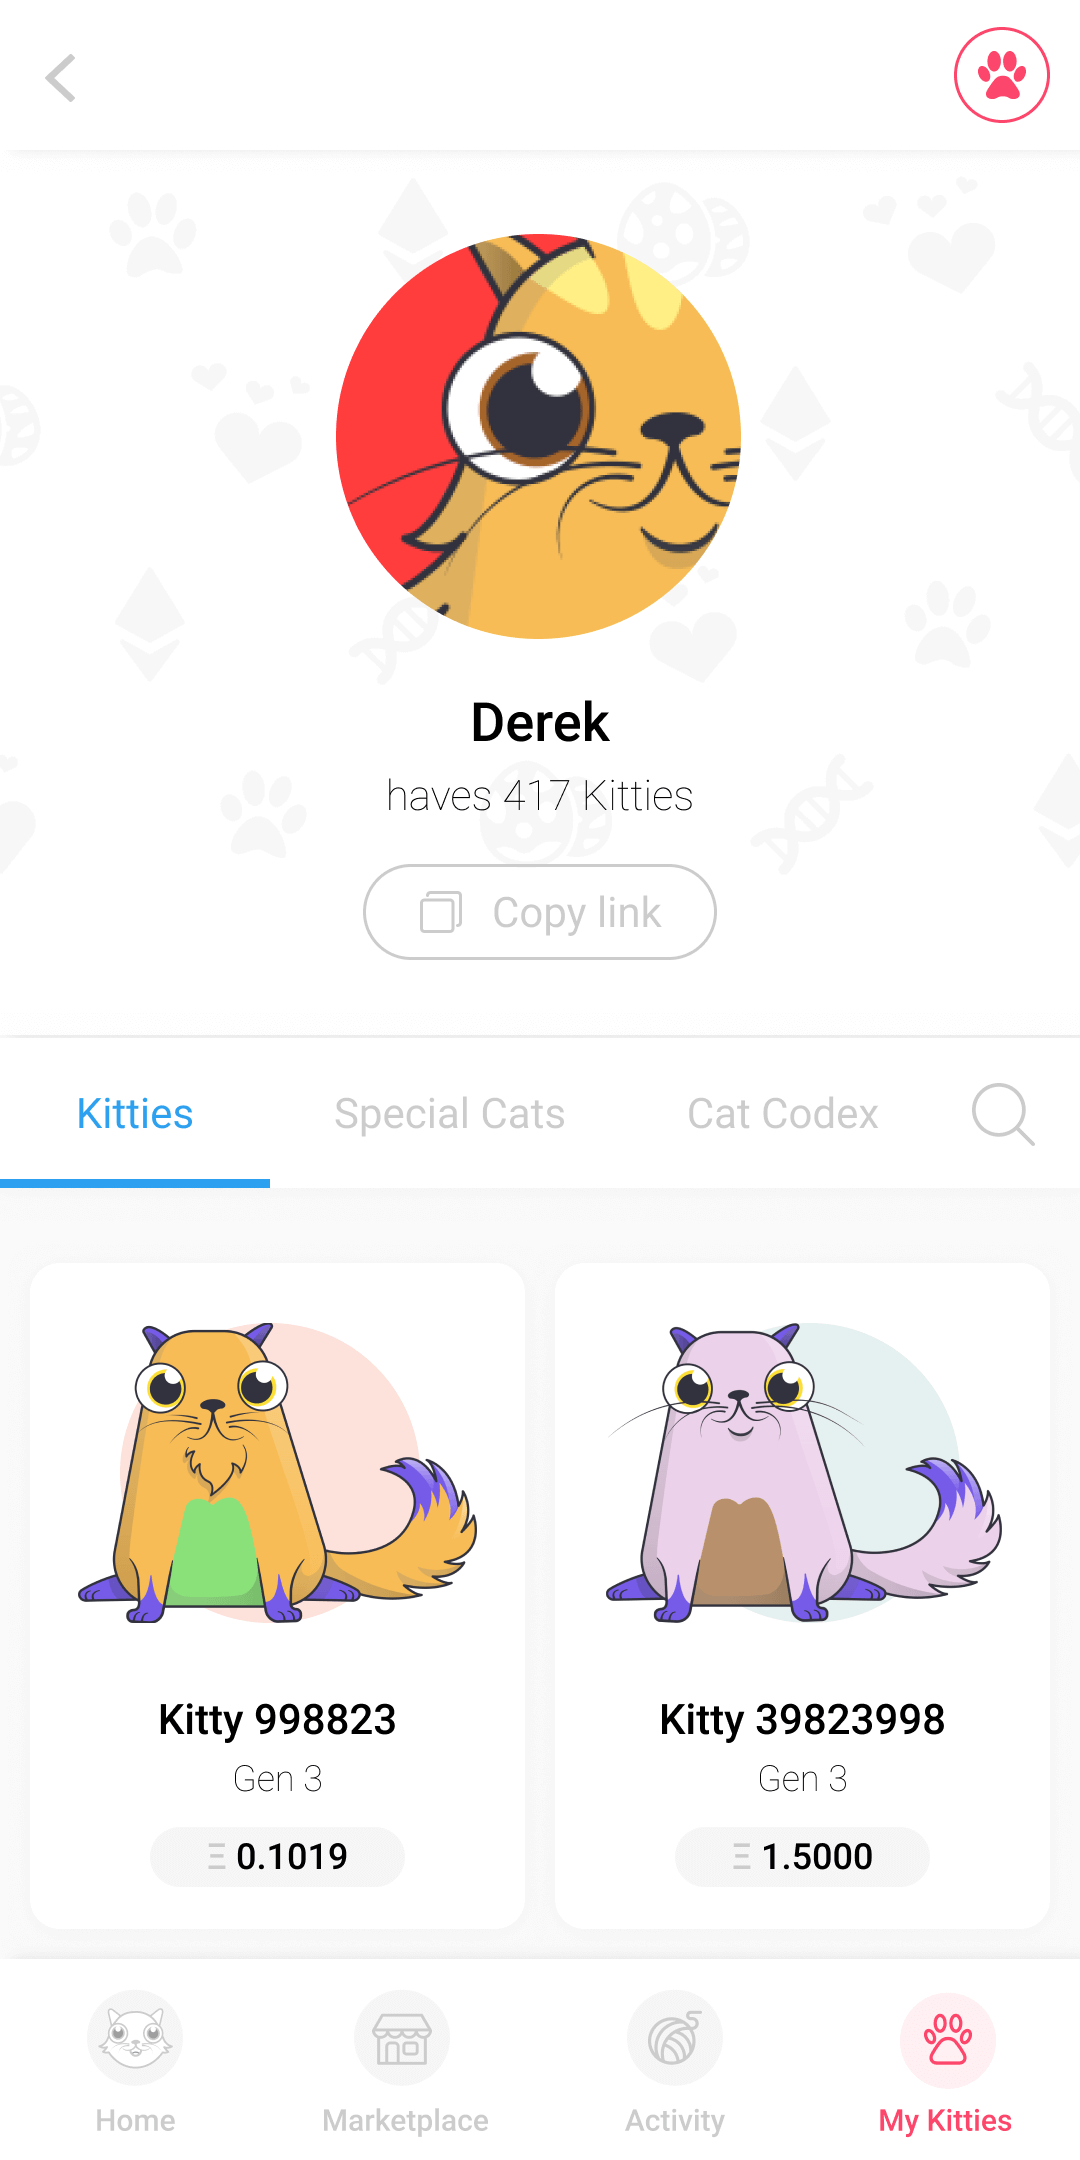 Derek
haves 417 Kitties
Copy link
Kitties Special Cats Cat Codex
Kitty 998823
Gen 3
Ξ 0.1019
Kitty 39823998
Gen 3
Ξ 1.5000
Home Marketplace Activity My Kitties